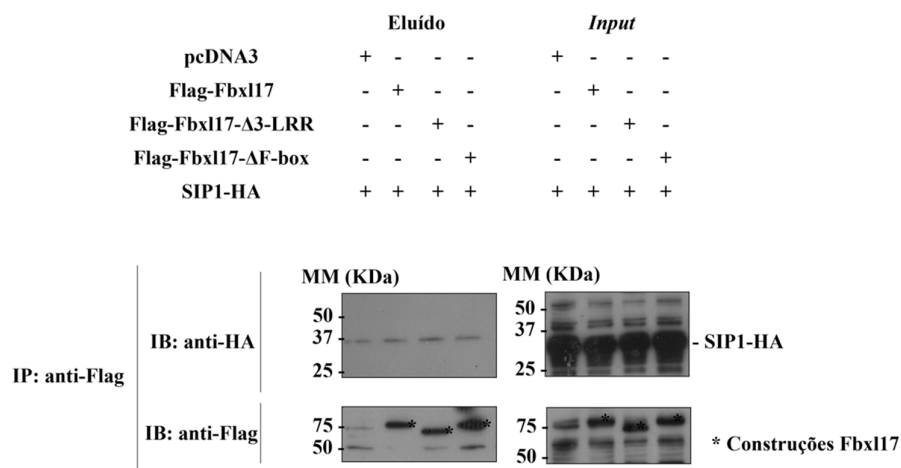 Eluído Input
pcDNA3 + - - - + - - -
Flag-Fbxl17 - + - - - + - -
Flag-Fbxl17-Δ3-LRR - - + - - - + -
Flag-Fbxl17-ΔF-box - - - + - - - +
SIP1-HA + + + + + + + +
MM (KDa) MM (KDa)
50 50
37 37
25 25
IB: anti-HA - SIP1-HA
IP: anti-Flag
75 * * * 75 * * * *
50 50
IB: anti-Flag * Construções Fbxl17